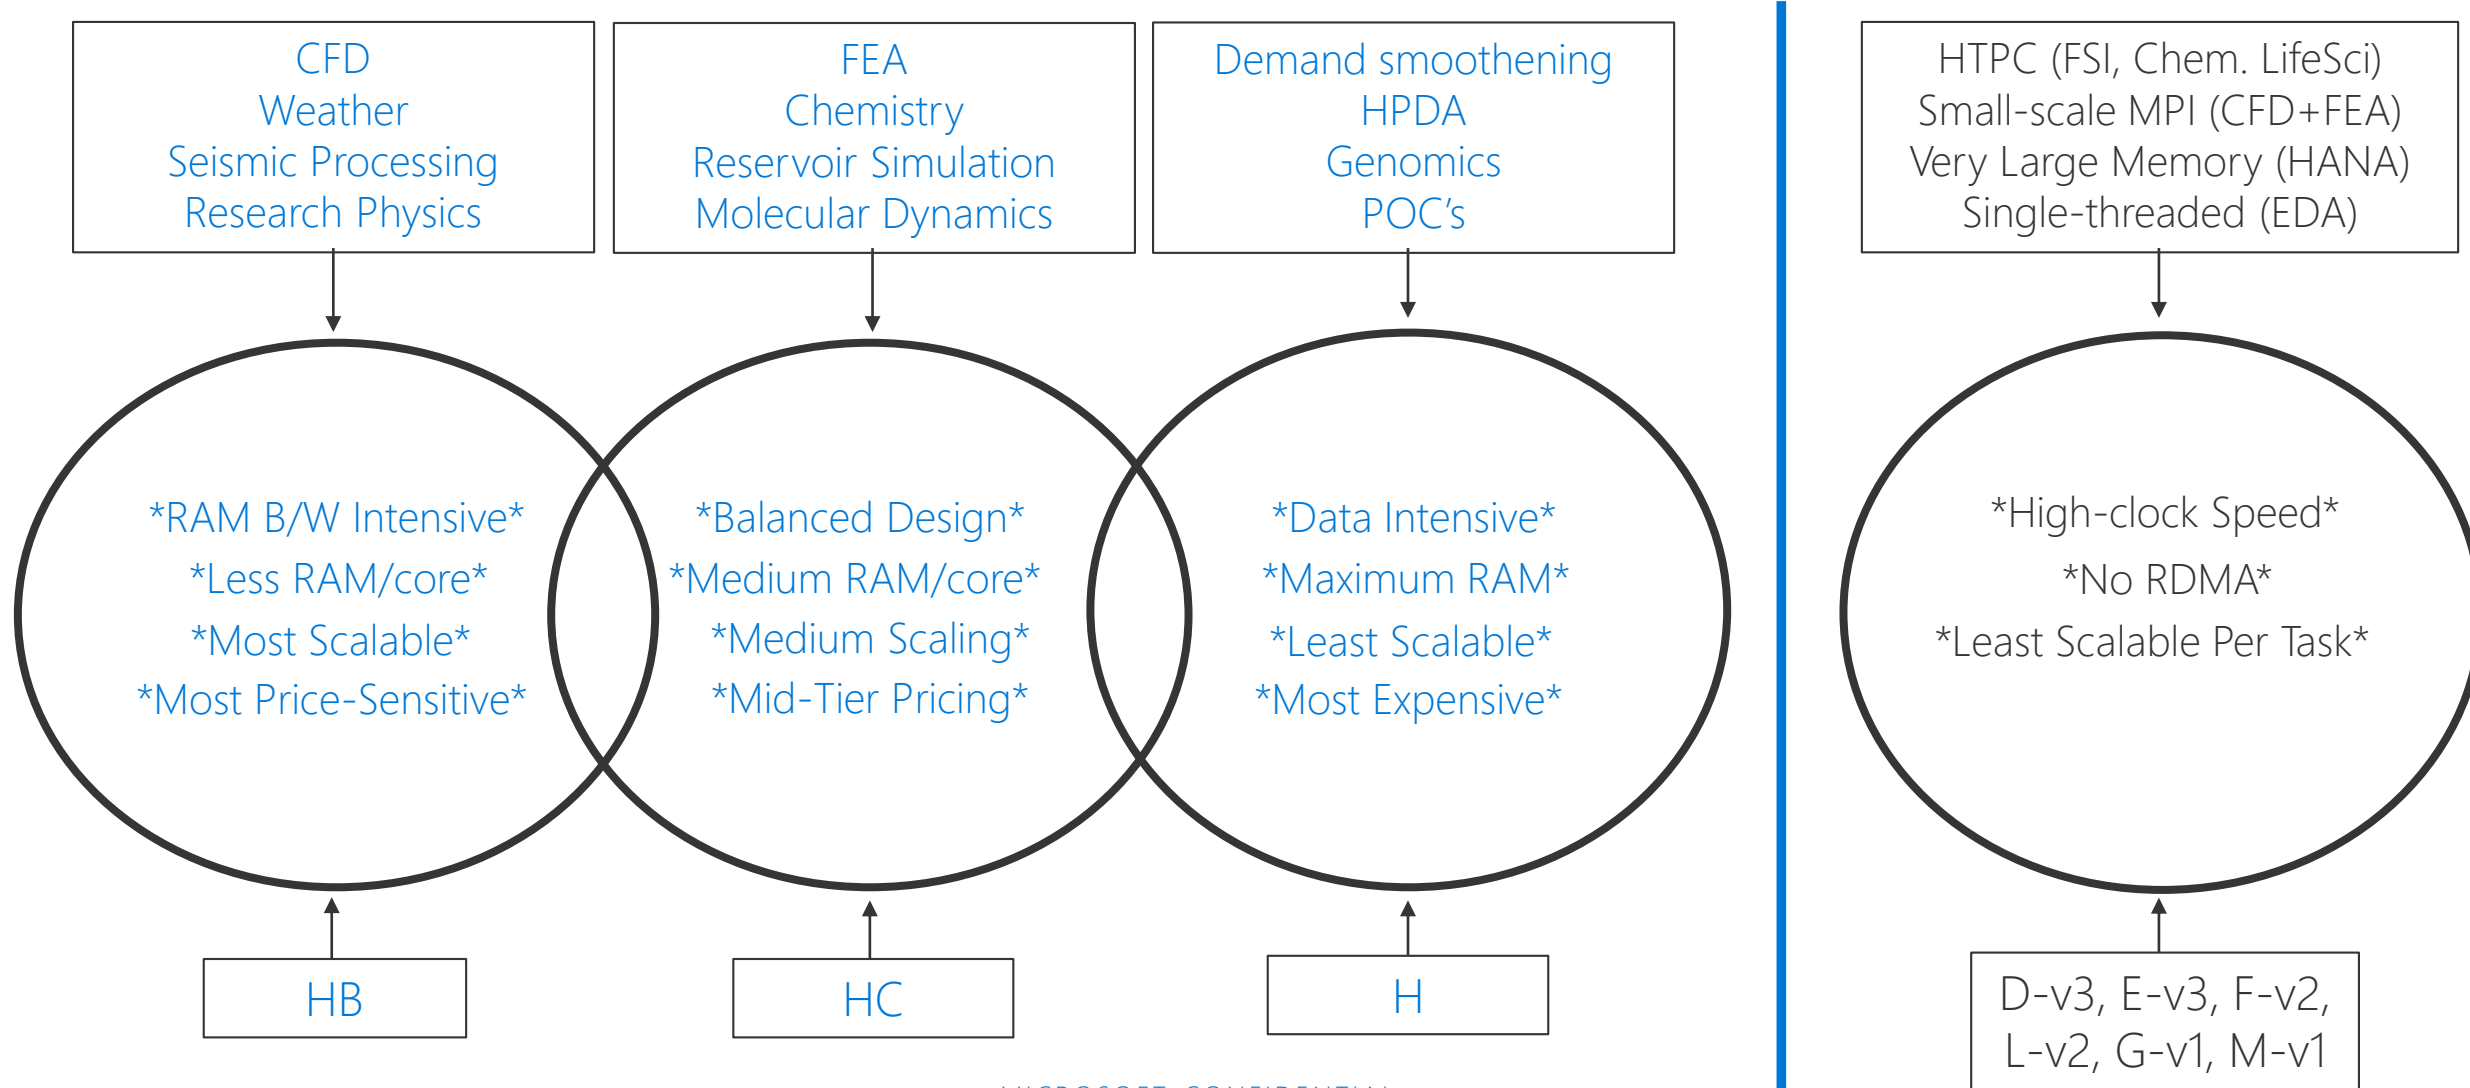 CFD
Weather
Seismic Processing
Research Physics
FEA
Chemistry
Reservoir Simulation
Molecular Dynamics
Demand smoothening
HPDA
Genomics
POC's
HTPC (FSI, Chem. LifeSci)
Small-scale MPI (CFD+FEA)
Very Large Memory (HANA)
Single-threaded (EDA)
*RAM B/W Intensive*
*Less RAM/core*
*Most Scalable*
*Most Price-Sensitive*
*Balanced Design*
*Medium RAM/core*
*Medium Scaling*
*Mid-Tier Pricing*
*Data Intensive*
*Maximum RAM*
*Least Scalable*
*Most Expensive*
*High-clock Speed*
*No RDMA*
*Least Scalable Per Task*
HB
HC
H
D-v3, E-v3, F-v2,
L-v2, G-v1, M-v1
MICROSOFT CONFIDENTIAL